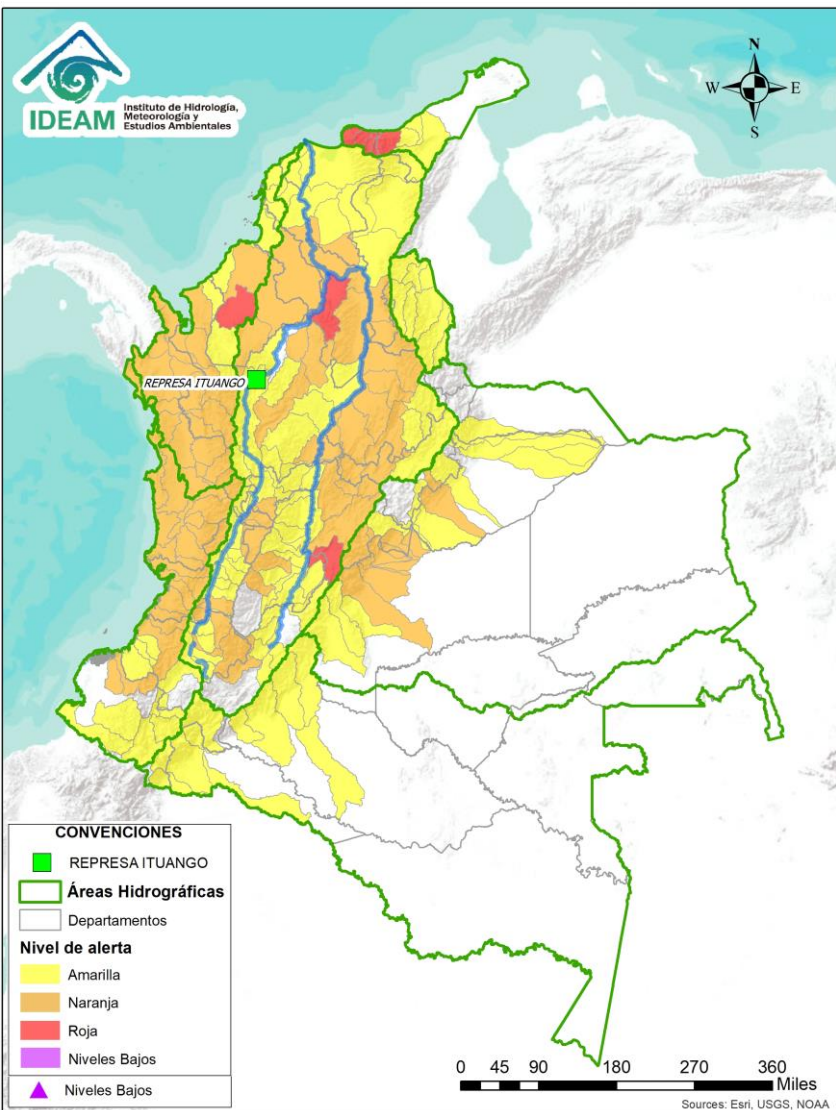 IDEAM
Instituto de Hidrología,
Meteorología y
Estudios Ambientales
N
W
E
S
REPRESA ITUANGO
CONVENCIONES
REPRESA ITUANGO
Áreas Hidrográficas
Departamentos
Nivel de alerta
Amarilla
Naranja
Roja
Niveles Bajos
Niveles Bajos
0 45 90 180 270 360
Miles
Sources: Esri, USGS, NOAA